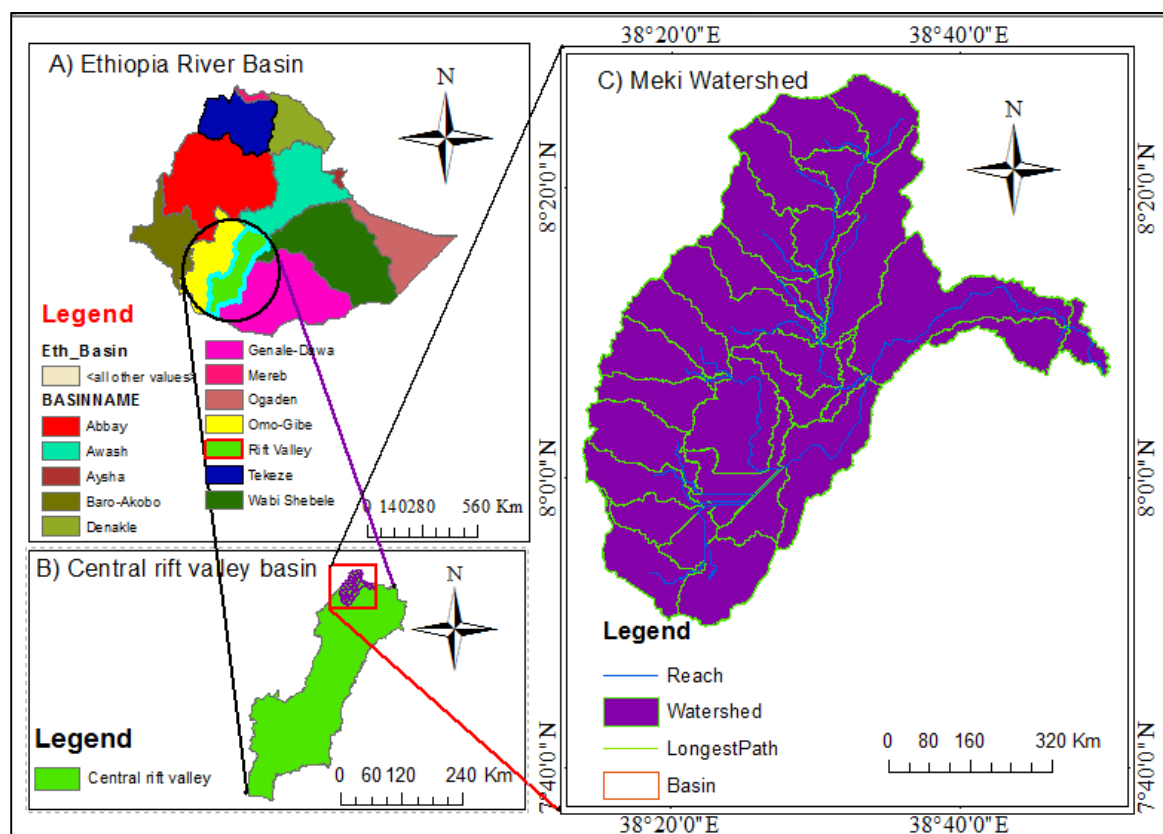 A) Ethiopia River Basin
N
Legend
Eth_Basin
<all other values>
BASINNAME
Abbay
Awash
Aysha
Baro-Akobo
Denakle
Genale-Dawa
Mereb
Ogaden
Omo-Gibe
Rift Valley
Tekeze
Wabi Shebele
0 140280 560 Km
B) Central rift valley basin
N
Legend
Central rift valley
0 60 120 240 Km
38°20'0"E 38°40'0"E
C) Meki Watershed
N
8°20'0"N 8°20'0"N
8°0'0"N 8°0'0"N
7°40'0"N 7°40'0"N
Legend
Reach
Watershed
LongestPath
Basin
0 80 160 320 Km
38°20'0"E 38°40'0"E